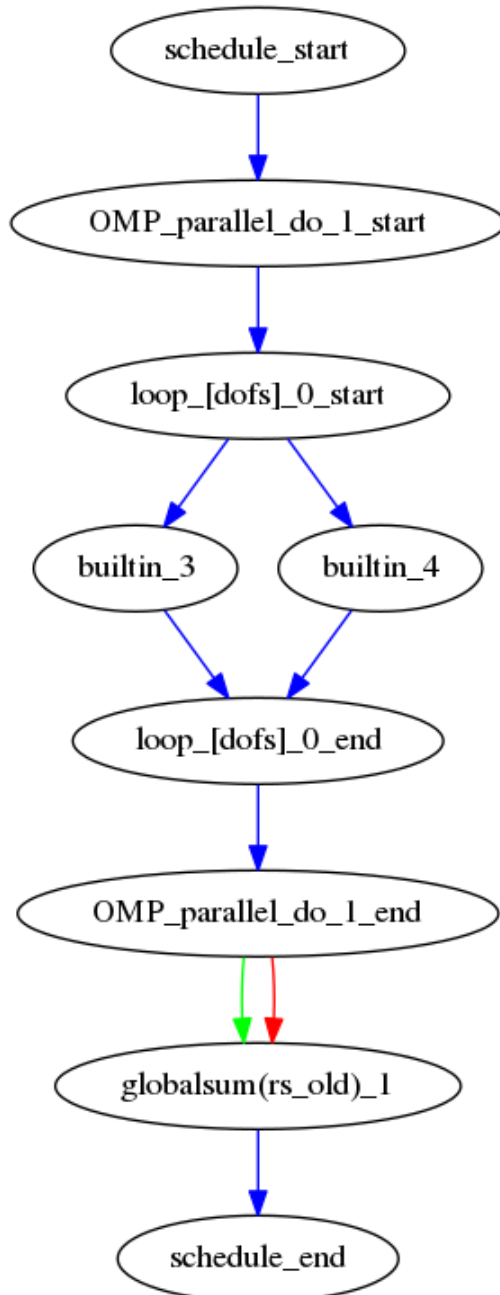 schedule_start
OMP_parallel_do_1_start
loop_[dofs]_0_start
builtin_3
builtin_4
loop_[dofs]_0_end
OMP_parallel_do_1_end
globalsum(rs_old)_1
schedule_end